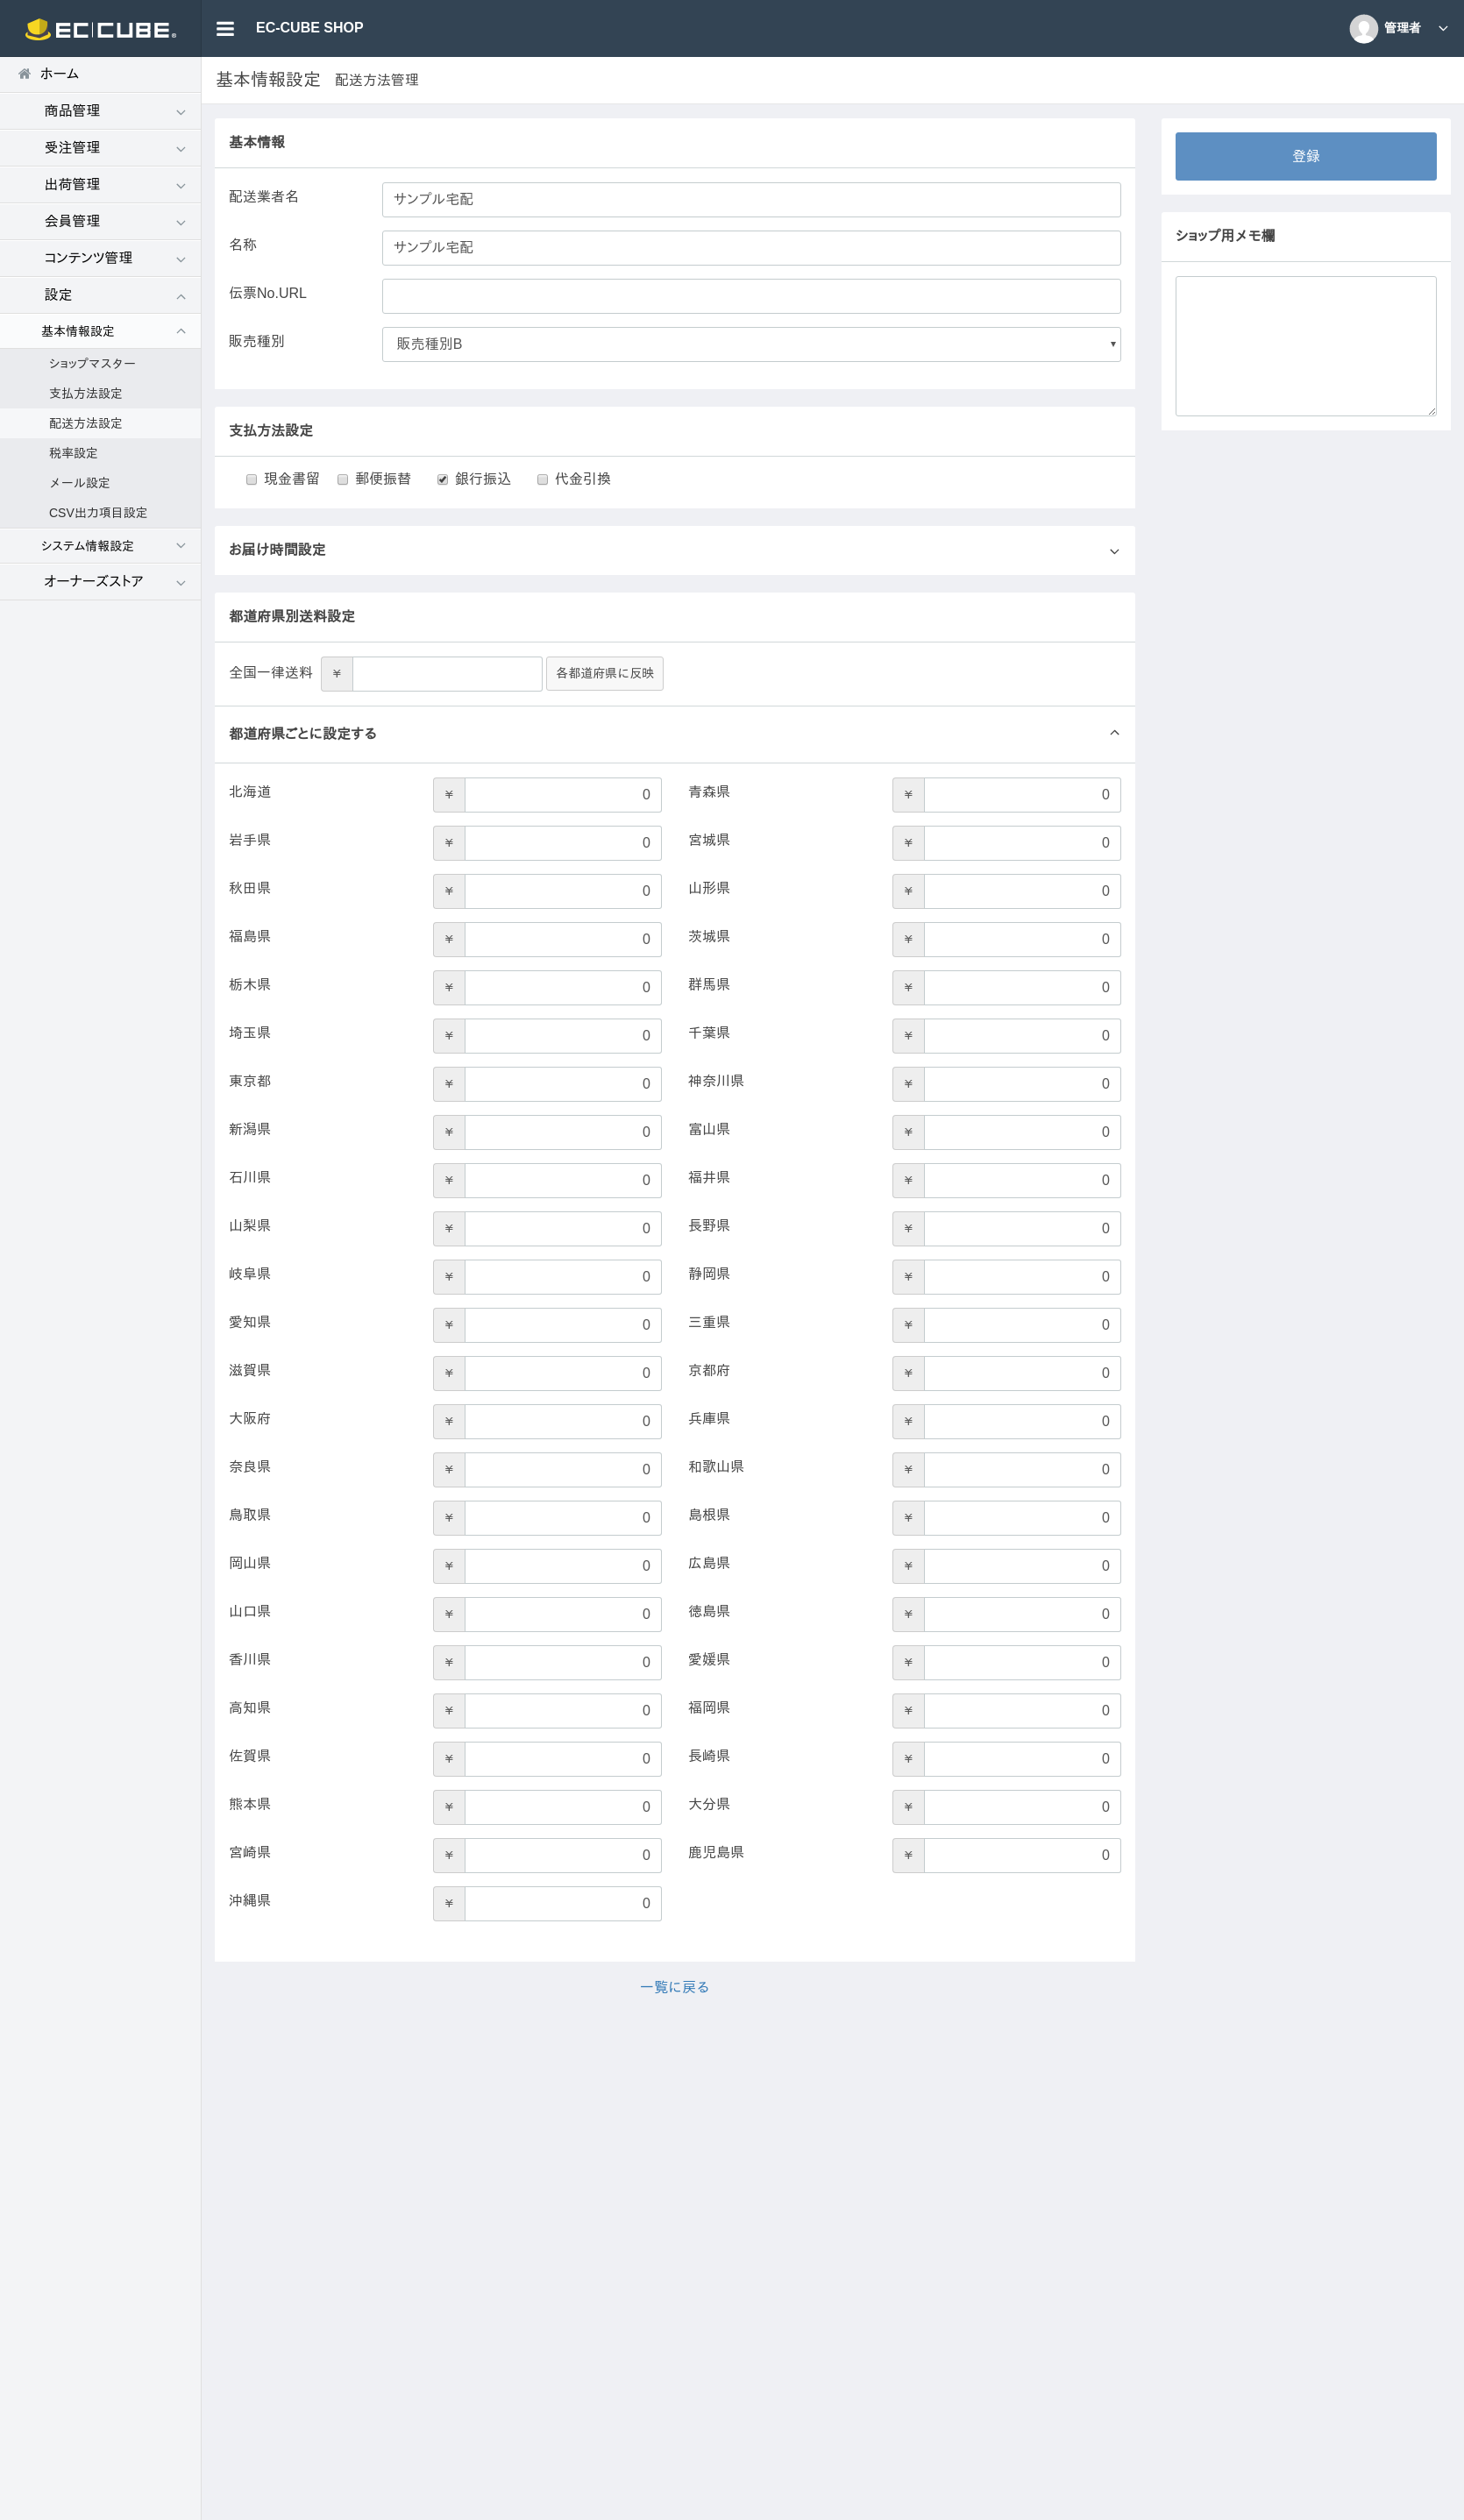 EC CUBE ®
EC-CUBE SHOP
管理者
ホーム
商品管理
受注管理
出荷管理
会員管理
コンテンツ管理
設定
基本情報設定
ショップマスター
支払方法設定
配送方法設定
税率設定
メール設定
CSV出力項目設定
システム情報設定
オーナーズストア
基本情報設定 配送方法管理
基本情報
配送業者名 サンプル宅配
名称 サンプル宅配
伝票No.URL
販売種別 販売種別B
支払方法設定
現金書留 郵便振替 銀行振込 代金引換
お届け時間設定
都道府県別送料設定
全国一律送料 ¥ 各都道府県に反映
都道府県ごとに設定する
北海道 ¥ 0 青森県 ¥ 0
岩手県 ¥ 0 宮城県 ¥ 0
秋田県 ¥ 0 山形県 ¥ 0
福島県 ¥ 0 茨城県 ¥ 0
栃木県 ¥ 0 群馬県 ¥ 0
埼玉県 ¥ 0 千葉県 ¥ 0
東京都 ¥ 0 神奈川県 ¥ 0
新潟県 ¥ 0 富山県 ¥ 0
石川県 ¥ 0 福井県 ¥ 0
山梨県 ¥ 0 長野県 ¥ 0
岐阜県 ¥ 0 静岡県 ¥ 0
愛知県 ¥ 0 三重県 ¥ 0
滋賀県 ¥ 0 京都府 ¥ 0
大阪府 ¥ 0 兵庫県 ¥ 0
奈良県 ¥ 0 和歌山県 ¥ 0
鳥取県 ¥ 0 島根県 ¥ 0
岡山県 ¥ 0 広島県 ¥ 0
山口県 ¥ 0 徳島県 ¥ 0
香川県 ¥ 0 愛媛県 ¥ 0
高知県 ¥ 0 福岡県 ¥ 0
佐賀県 ¥ 0 長崎県 ¥ 0
熊本県 ¥ 0 大分県 ¥ 0
宮崎県 ¥ 0 鹿児島県 ¥ 0
沖縄県 ¥ 0
一覧に戻る
登録
ショップ用メモ欄